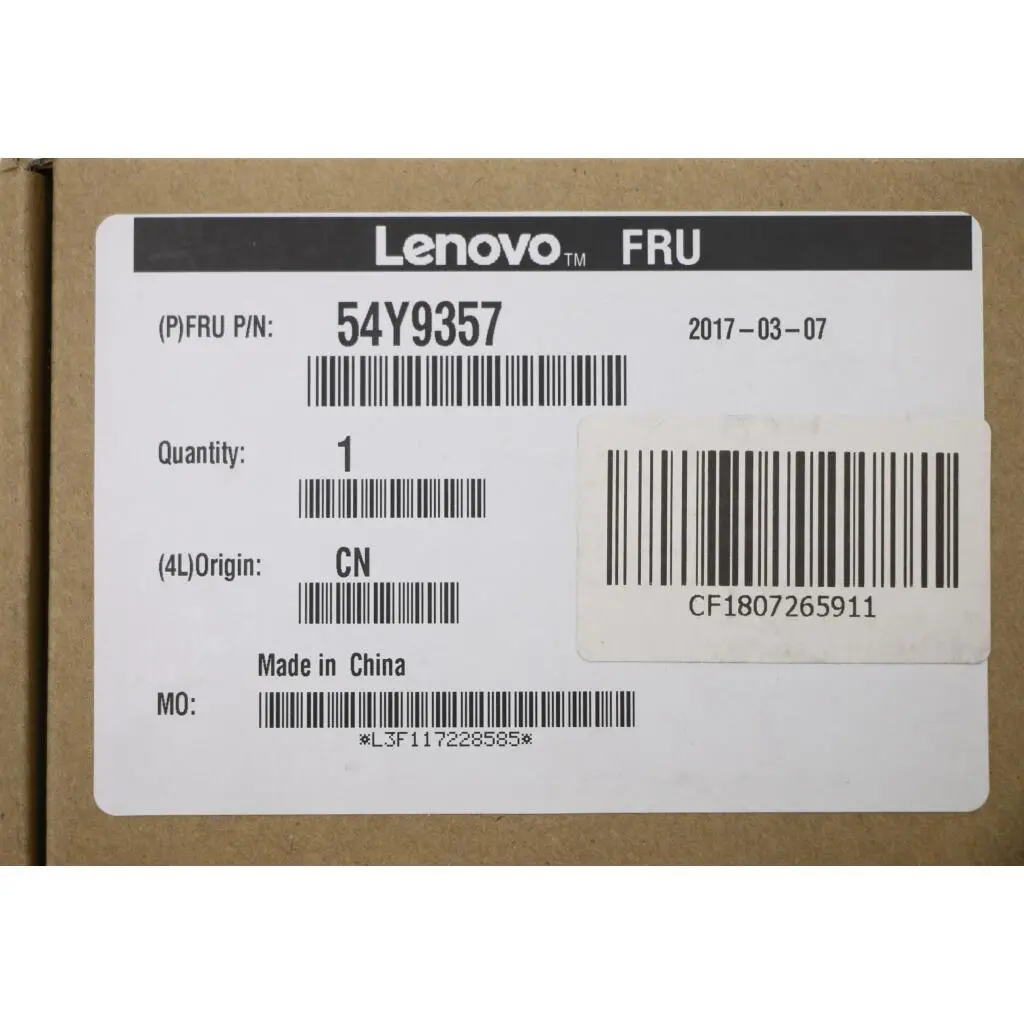 Lenovo™ FRU
(P)FRU P/N: 54Y9357 2017-03-07
Quantity: 1
CF1807265911
(4L)Origin: CN
Made in China
MO:
*L3F117228585*